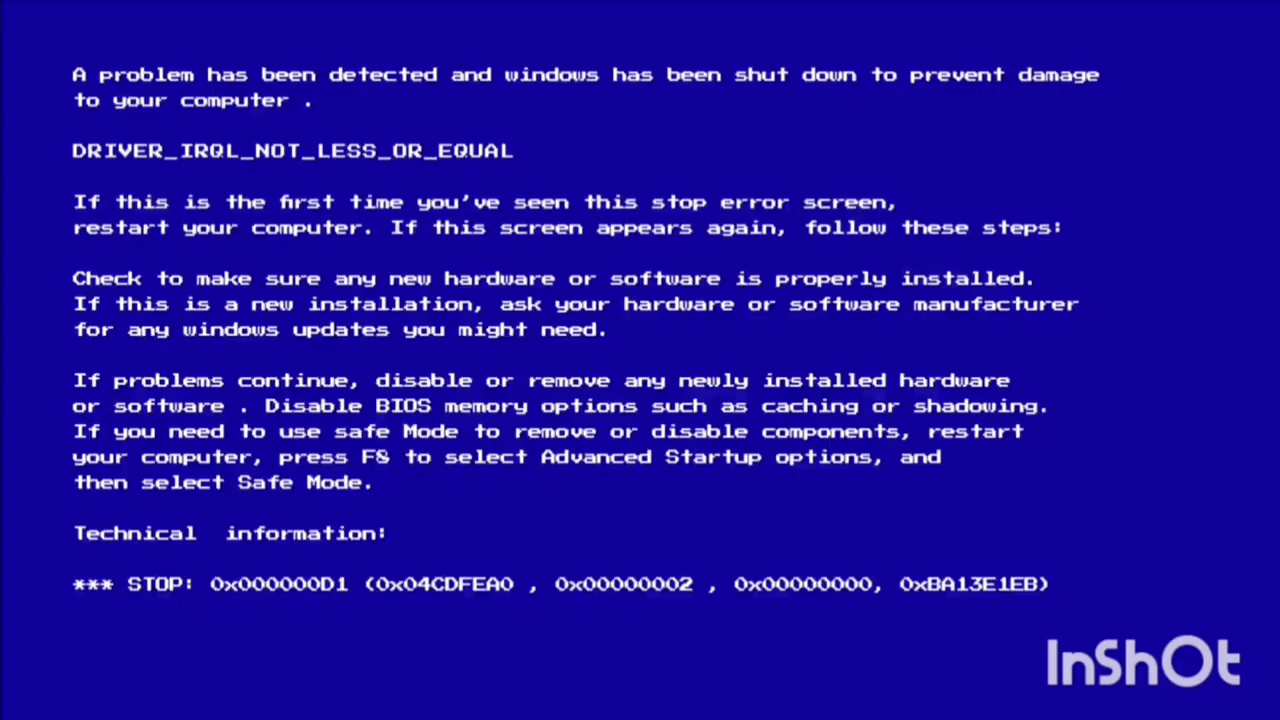 A problem has been detected and windows has been shut down to prevent damage
to your computer .
DRIVER_IRQL_NOT_LESS_OR_EQUAL
If this is the first time you've seen this stop error screen,
restart your computer. If this screen appears again, follow these steps:
Check to make sure any new hardware or software is properly installed.
If this is a new installation, ask your hardware or software manufacturer
for any windows updates you might need.
If problems continue, disable or remove any newly installed hardware
or software . Disable BIOS memory options such as caching or shadowing.
If you need to use safe Mode to remove or disable components, restart
your computer, press F8 to select Advanced Startup options, and
then select Safe Mode.
Technical information:
*** STOP: 0x000000D1 (0x04CDFEA0 , 0x00000002 , 0x00000000, 0xBA13E1EB)
InShOt